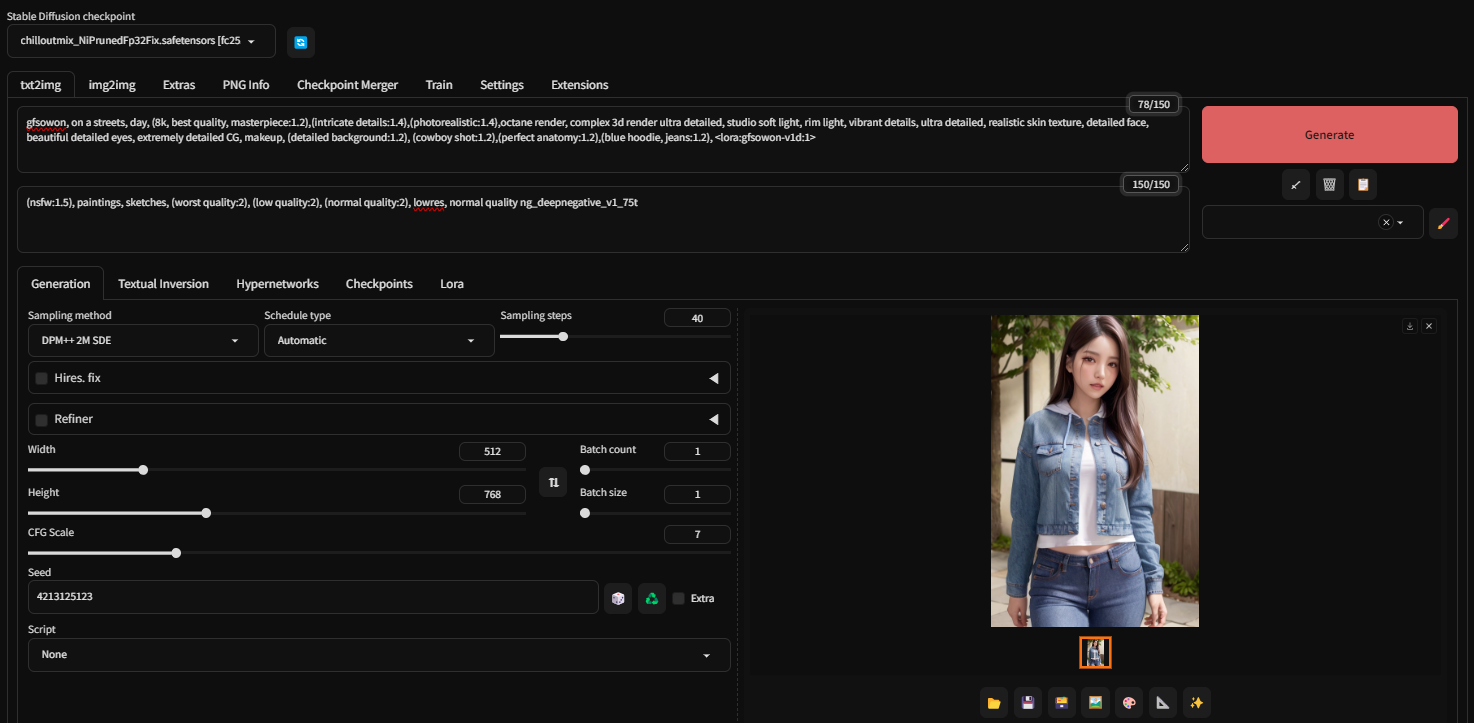 Stable Diffusion checkpoint
chilloutmix_NiPrunedFp32Fix.safetensors [fc25
txt2img img2img Extras PNG Info Checkpoint Merger Train Settings Extensions
78/150
gfsowon, on a streets, day, (8k, best quality, masterpiece:1.2),(intricate details:1.4),(photorealistic:1.4),octane render, complex 3d render ultra detailed, studio soft light, rim light, vibrant details, ultra detailed, realistic skin texture, detailed face,
beautiful detailed eyes, extremely detailed CG, makeup, (detailed background:1.2), (cowboy shot:1.2),(perfect anatomy:1.2),(blue hoodie, jeans:1.2), <lora:gfsowon-v1d:1>
Generate
150/150
(nsfw:1.5), paintings, sketches, (worst quality:2), (low quality:2), (normal quality:2), lowres, normal quality ng_deepnegative_v1_75t
Generation Textual Inversion Hypernetworks Checkpoints Lora
Sampling method Schedule type Sampling steps 40
DPM++ 2M SDE Automatic
Hires. fix
Refiner
Width 512 Batch count 1
Height 768 Batch size 1
CFG Scale 7
Seed
4213125123 Extra
Script
None